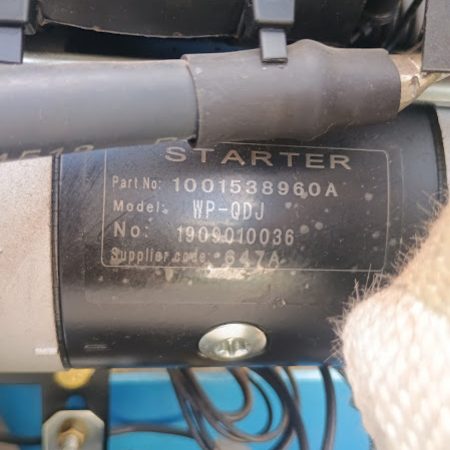 STARTER
Part No: 1001538960A
Model: WP-QDJ
No: 1909010036
Supplier code: 647A